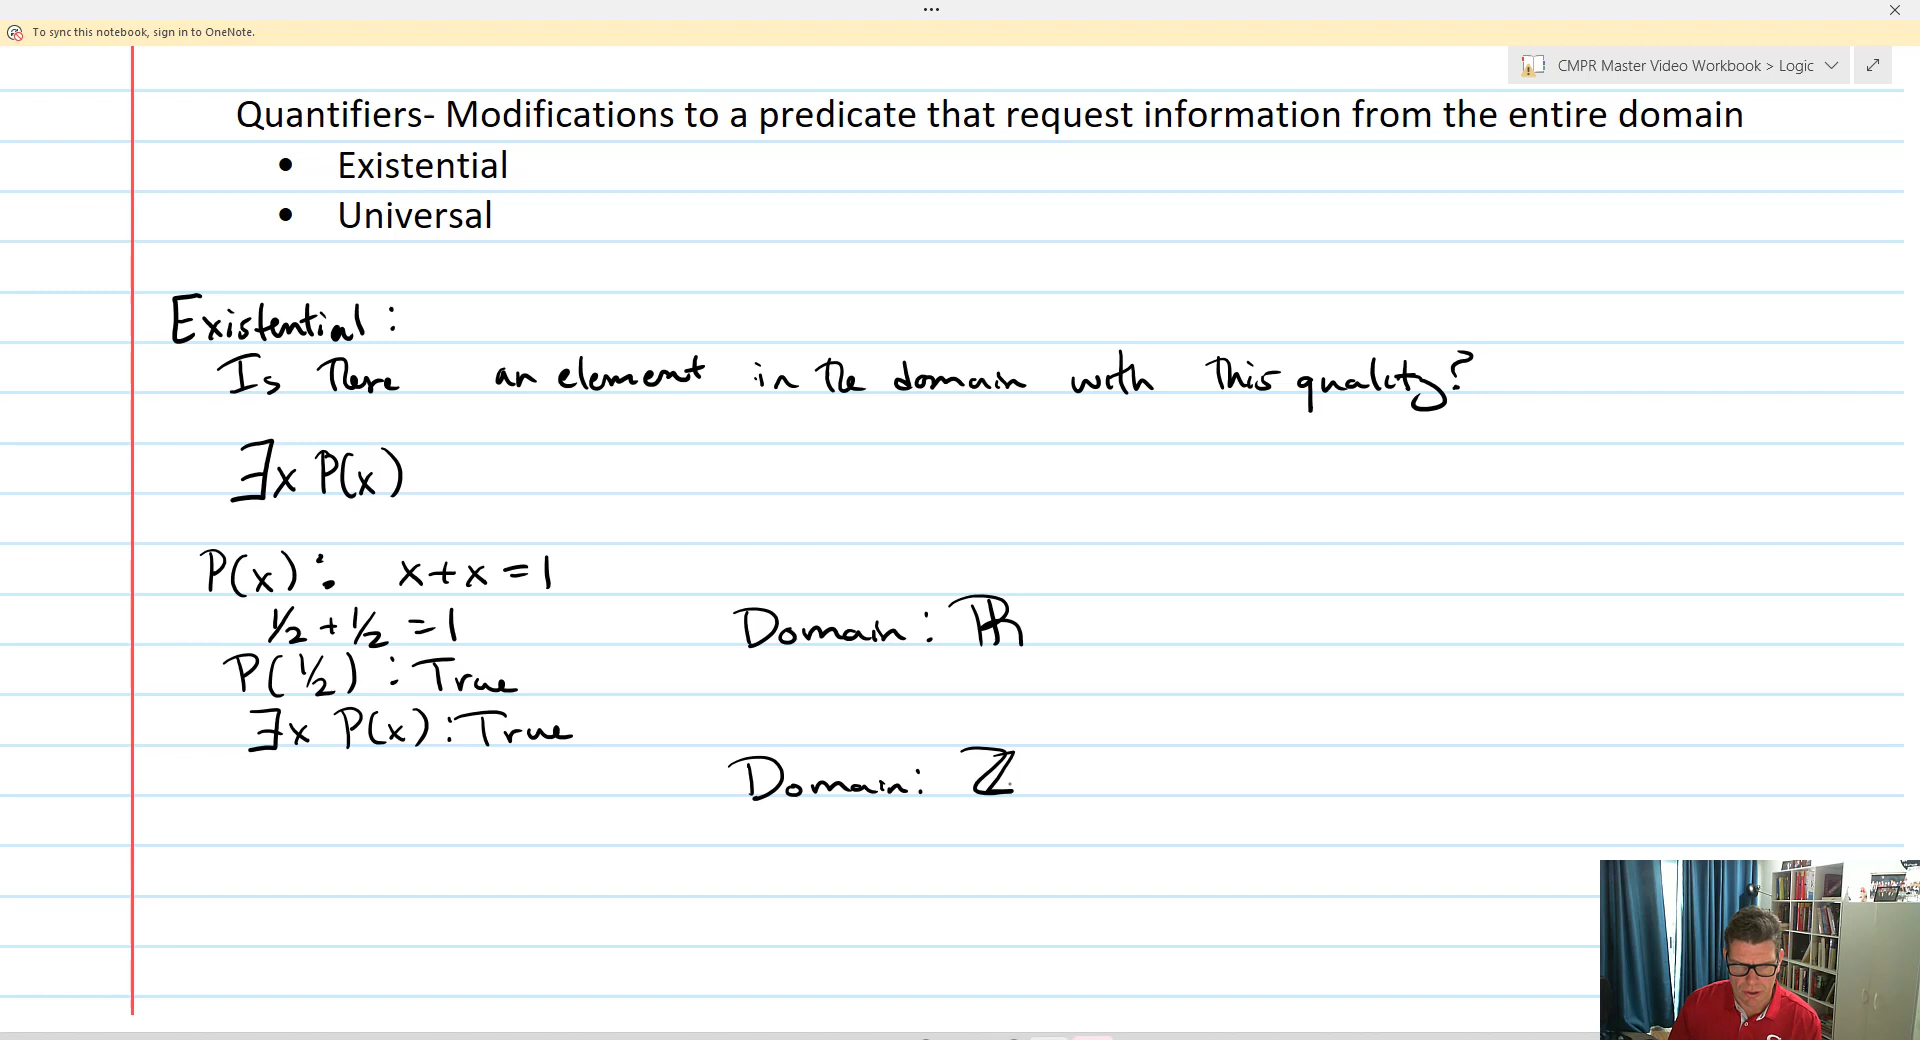 To sync this notebook, sign in to OneNote.
CMPR Master Video Workbook > Logic
Quantifiers- Modifications to a predicate that request information from the entire domain
• Existential
• Universal
Existential:
Is there an element in the domain with this quality?
∃x P(x)
P(x): x+x=1
1/2 + 1/2 = 1
Domain: ℝ
P(1/2): True
∃x P(x): True
Domain: ℤ